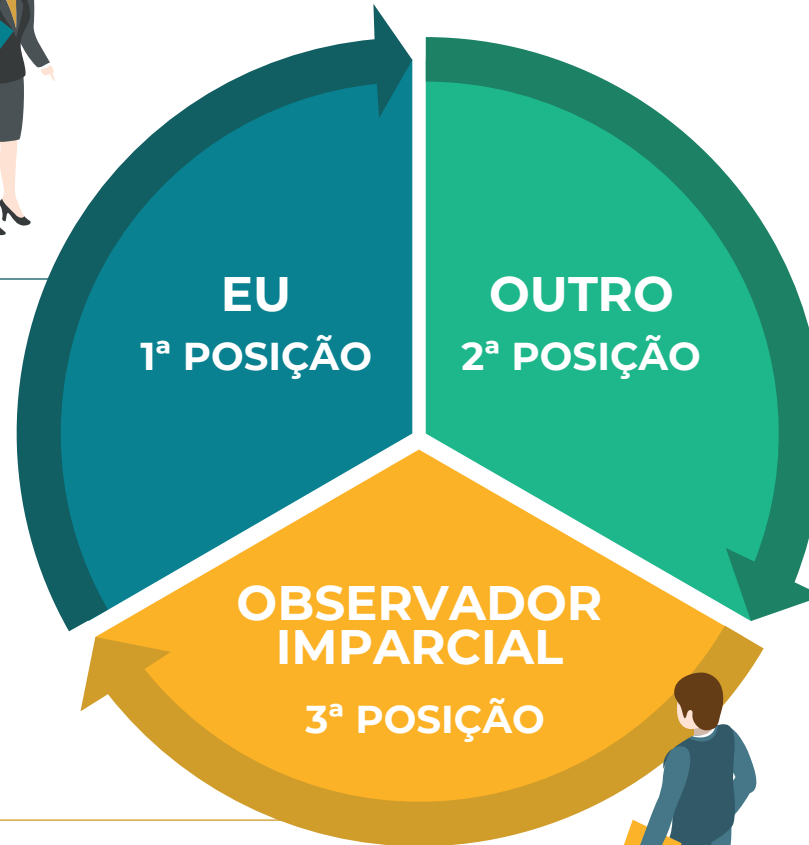 EU
1ª POSIÇÃO
OUTRO
2ª POSIÇÃO
OBSERVADOR
IMPARCIAL
3ª POSIÇÃO